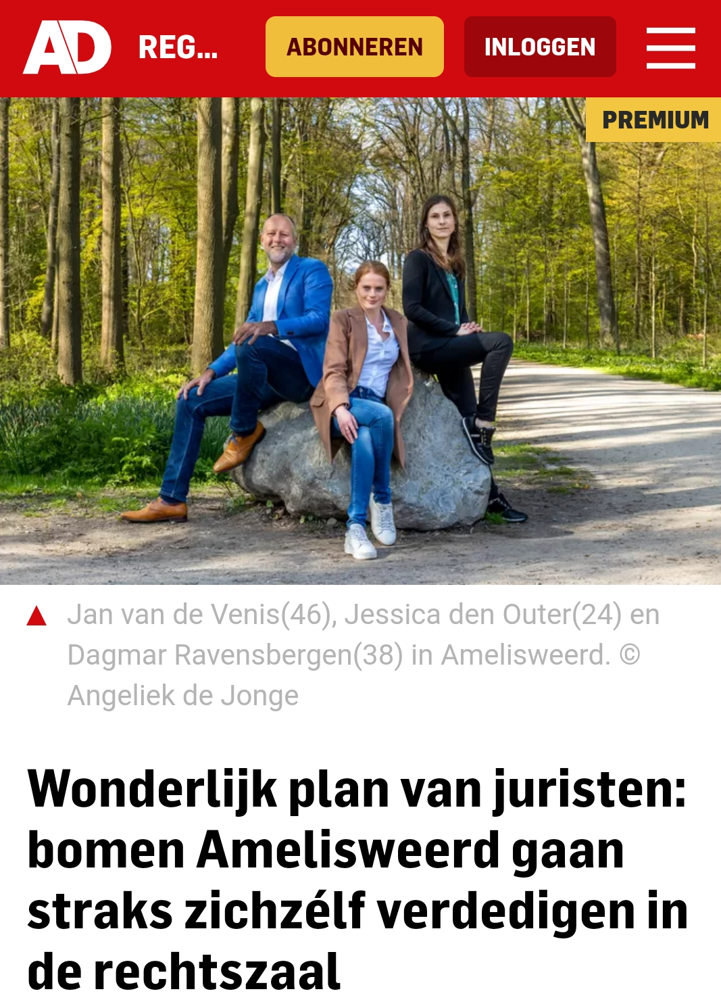 AD REG... ABONNEREN INLOGGEN
PREMIUM
Jan van de Venis(46), Jessica den Outer(24) en
Dagmar Ravensbergen(38) in Amelisweerd. ©
Angeliek de Jonge
Wonderlijk plan van juristen:
bomen Amelisweerd gaan
straks zichzélf verdedigen in
de rechtszaal